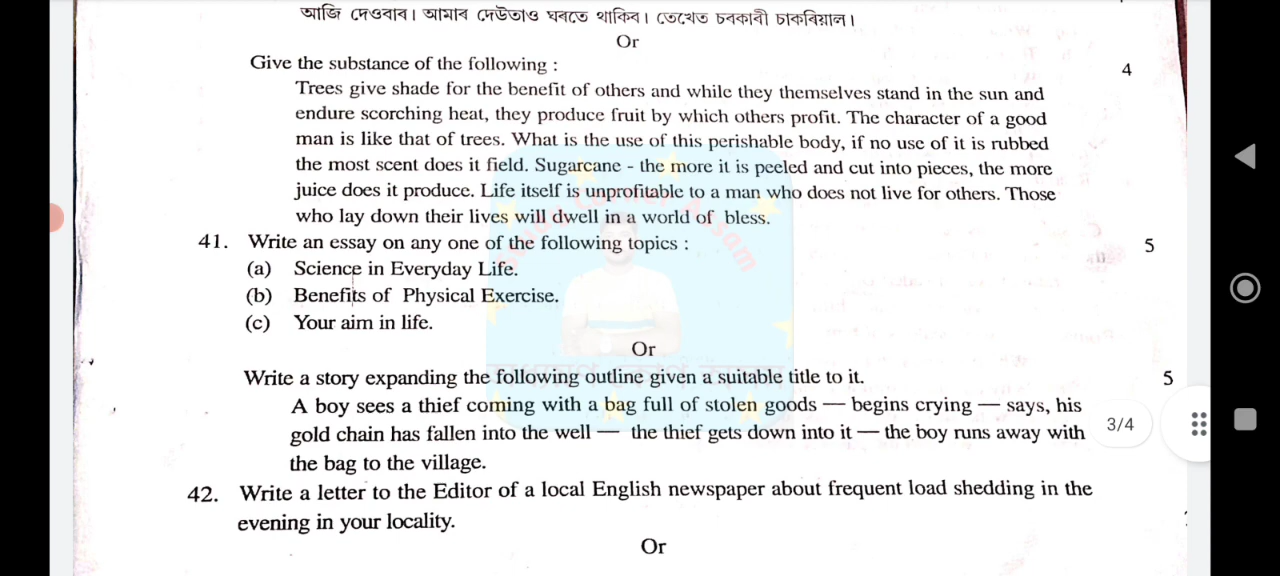 আজি দেওবাৰ। আমাৰ দেউতাও ঘৰতে থাকিব। তেখেত চৰকাৰী চাকৰিয়াল।
Or
Give the substance of the following : 4
Trees give shade for the benefit of others and while they themselves stand in the sun and
endure scorching heat, they produce fruit by which others profit. The character of a good
man is like that of trees. What is the use of this perishable body, if no use of it is rubbed
the most scent does it field. Sugarcane - the more it is peeled and cut into pieces, the more
juice does it produce. Life itself is unprofitable to a man who does not live for others. Those
who lay down their lives will dwell in a world of bless.
41. Write an essay on any one of the following topics : 5
(a) Science in Everyday Life.
(b) Benefits of Physical Exercise.
(c) Your aim in life.
Or
Write a story expanding the following outline given a suitable title to it. 5
A boy sees a thief coming with a bag full of stolen goods — begins crying — says, his
gold chain has fallen into the well — the thief gets down into it — the boy runs away with
the bag to the village.
3/4
42. Write a letter to the Editor of a local English newspaper about frequent load shedding in the
evening in your locality.
Or